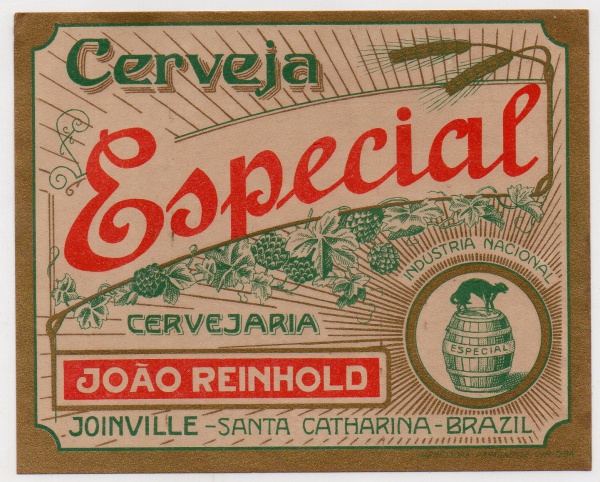 Cerveja
Especial
INDUSTRIA NACIONAL
ESPECIAL
CERVEJARIA
JOÃO REINHOLD
JOINVILLE - SANTA CATHARINA - BRAZIL